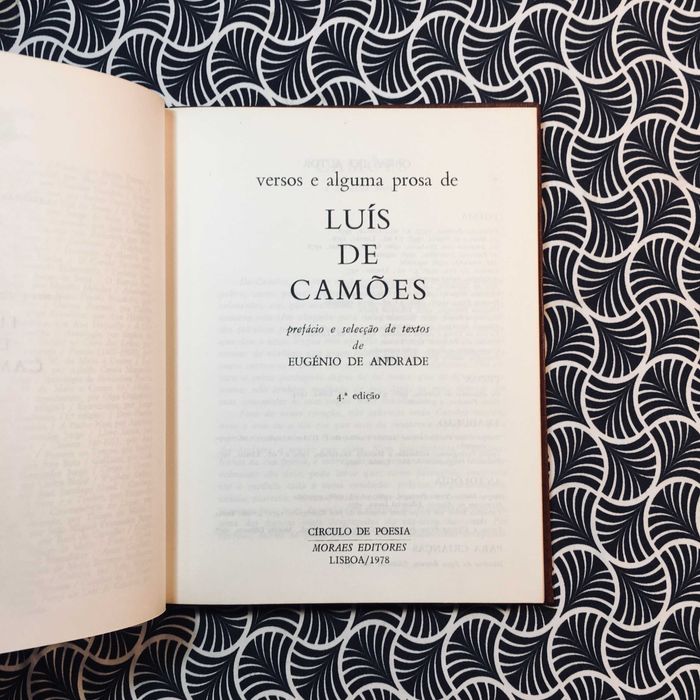 versos e alguma prosa de
LUÍS
DE
CAMÕES
prefácio e selecção de textos
de
EUGÉNIO DE ANDRADE
4.ª edição
CÍRCULO DE POESIA
MORAES EDITORES
LISBOA/1978